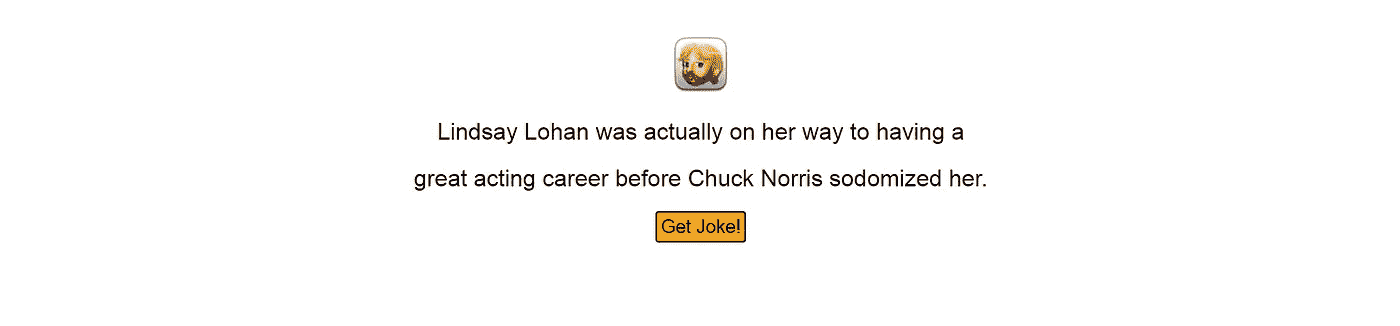 Lindsay Lohan was actually on her way to having a
great acting career before Chuck Norris sodomized her.
Get Joke!